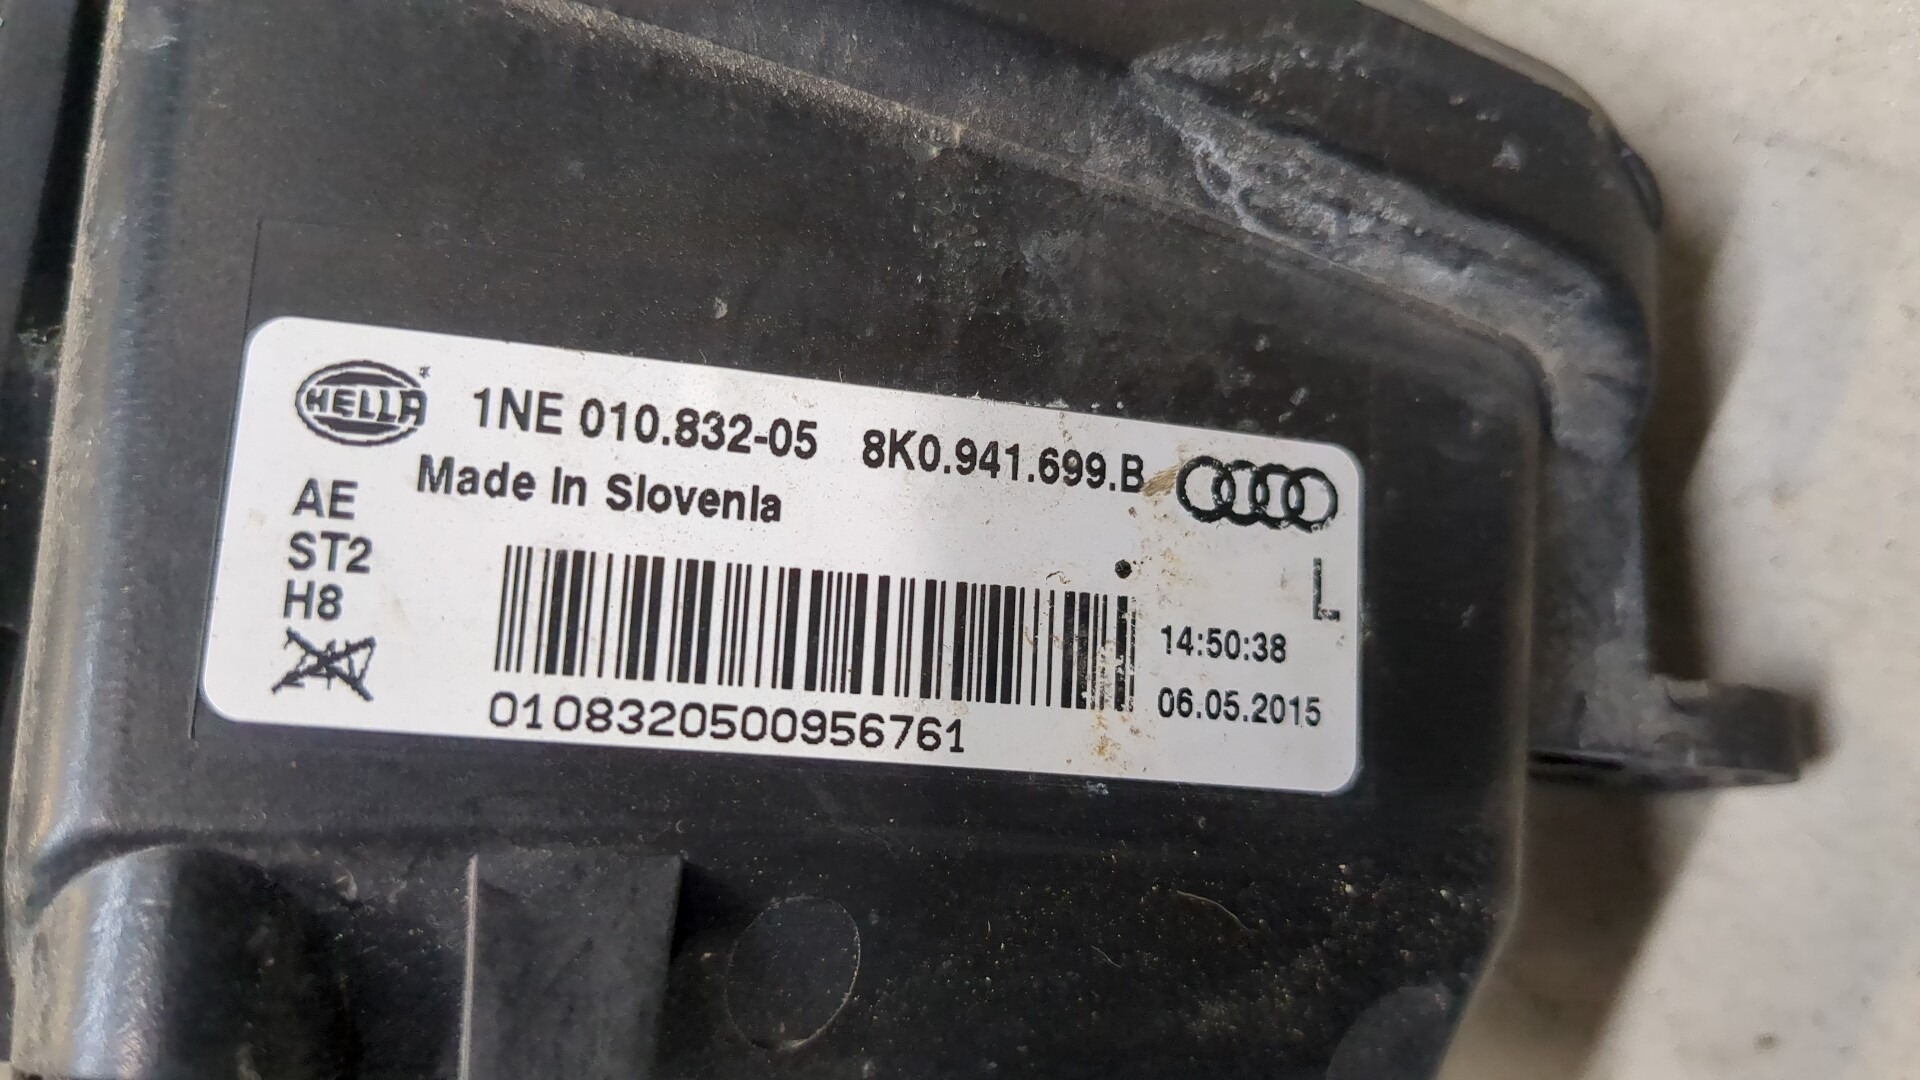 HELLA 1NE 010.832-05 8K0.941.699.B
Made in Slovenia
AE
ST2
H8
L
14:50:38
06.05.2015
0108320500956761